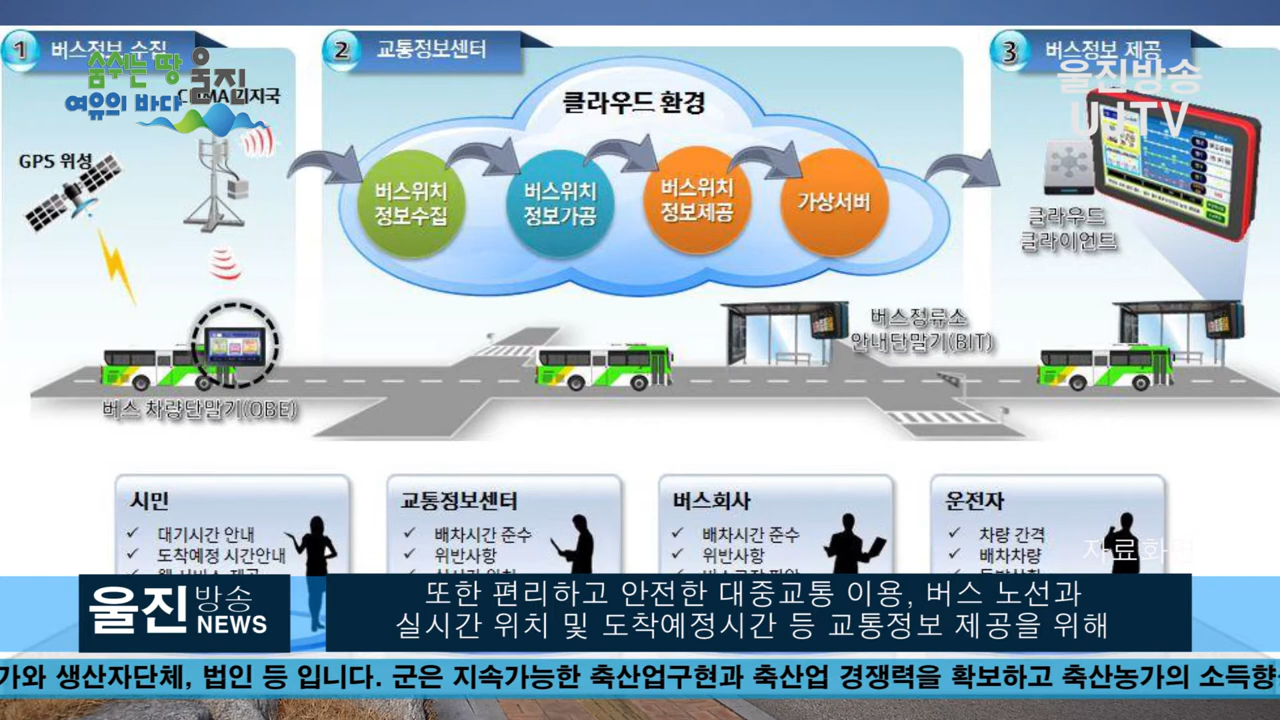 1 버스정보 수집
2 교통정보센터
3 버스정보 제공
숨쉬는 땅
여유의 바다
울진
CDMA 기지국
울진방송
UJTV
GPS 위성
클라우드 환경
버스위치
정보수집
버스위치
정보가공
버스위치
정보제공
가상서버
클라우드
클라이언트
버스정류소
안내단말기(BIT)
버스 차량단말기(OBE)
시민
✓ 대기시간 안내
✓ 도착예정 시간안내
교통정보센터
✓ 배차시간 준수
✓ 위반사항
버스회사
✓ 배차시간 준수
✓ 위반사항
운전자
✓ 차량 간격
✓ 배차차량
자료화면
울진방송
NEWS
또한 편리하고 안전한 대중교통 이용, 버스 노선과
실시간 위치 및 도착예정시간 등 교통정보 제공을 위해
가와 생산자단체, 법인 등 입니다. 군은 지속가능한 축산업구현과 축산업 경쟁력을 확보하고 축산농가의 소득향